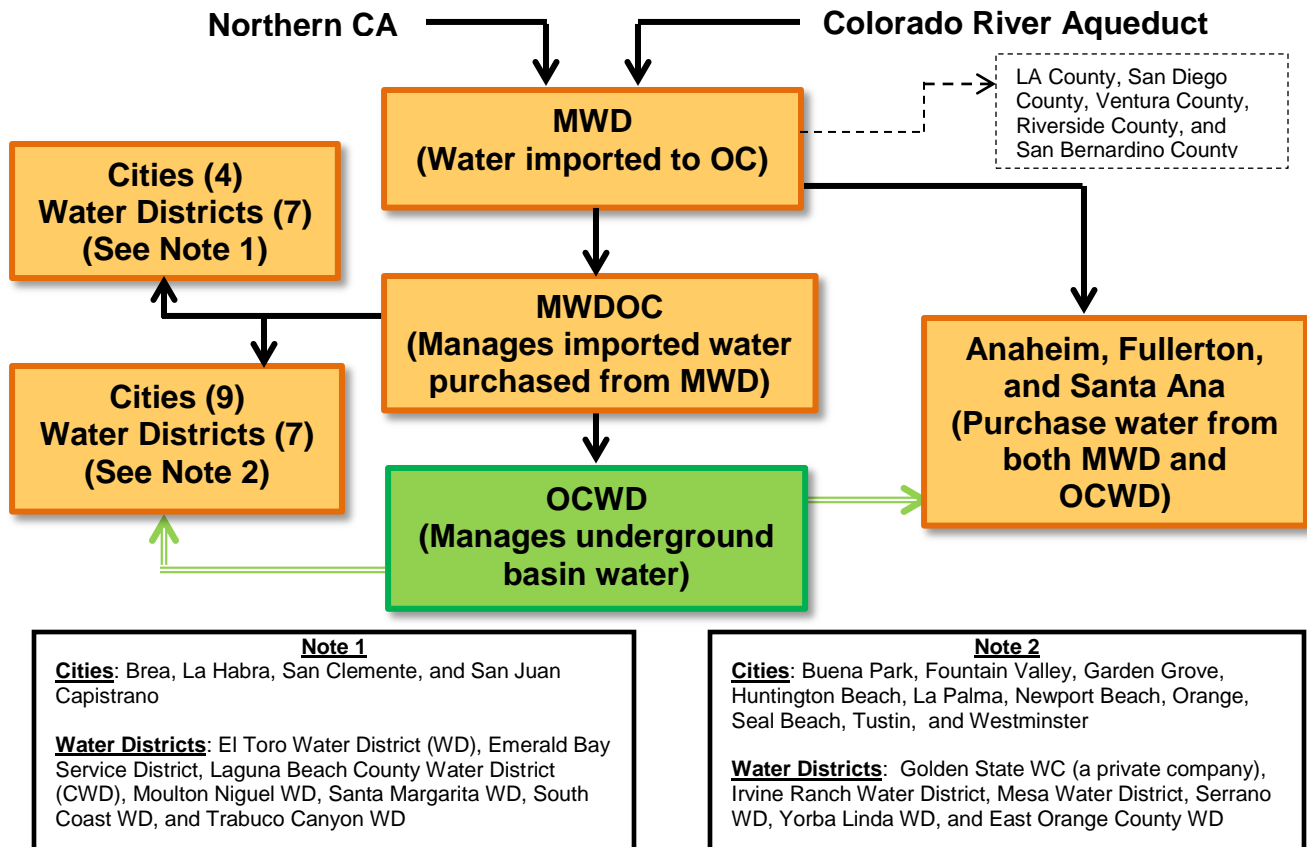 Northern CA
Colorado River Aqueduct
LA County, San Diego
County, Ventura County,
Riverside County, and
San Bernardino County
MWD
(Water imported to OC)
Cities (4)
Water Districts (7)
(See Note 1)
MWDOC
(Manages imported water
purchased from MWD)
Anaheim, Fullerton,
and Santa Ana
(Purchase water from
both MWD and
OCWD)
Cities (9)
Water Districts (7)
(See Note 2)
OCWD
(Manages underground
basin water)
Note 1
Cities: Brea, La Habra, San Clemente, and San Juan
Capistrano
Water Districts: El Toro Water District (WD), Emerald Bay
Service District, Laguna Beach County Water District
(CWD), Moulton Niguel WD, Santa Margarita WD, South
Coast WD, and Trabuco Canyon WD
Note 2
Cities: Buena Park, Fountain Valley, Garden Grove,
Huntington Beach, La Palma, Newport Beach, Orange,
Seal Beach, Tustin, and Westminster
Water Districts: Golden State WC (a private company),
Irvine Ranch Water District, Mesa Water District, Serrano
WD, Yorba Linda WD, and East Orange County WD